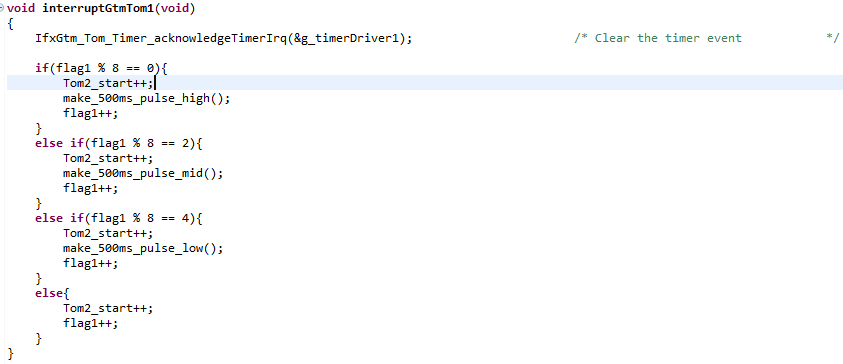 void interruptGtmTom1(void)
{
    IfxGtm_Tom_Timer_acknowledgeTimerIrq(&g_timerDriver1);                       /* Clear the timer event            */

    if(flag1 % 8 == 0){
        Tom2_start++;
        make_500ms_pulse_high();
        flag1++;
    }
    else if(flag1 % 8 == 2){
        Tom2_start++;
        make_500ms_pulse_mid();
        flag1++;
    }
    else if(flag1 % 8 == 4){
        Tom2_start++;
        make_500ms_pulse_low();
        flag1++;
    }
    else{
        Tom2_start++;
        flag1++;
    }
}